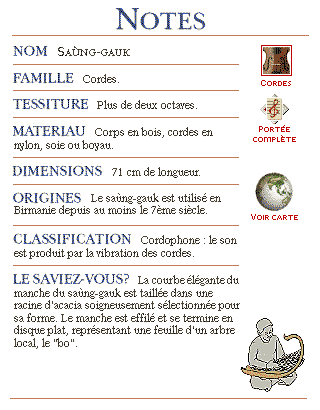 NOTES
NOM SAÙNG-GAUK
CORDES
FAMILLE Cordes.
TESSITURE Plus de deux octaves.
PORTÉE
COMPLÈTE
MATERIAU Corps en bois, cordes en
nylon, soie ou boyau.
DIMENSIONS 71 cm de longueur.
ORIGINES Le saùng-gauk est utilisé en
Birmanie depuis au moins le 7ème siècle.
VOIR CARTE
CLASSIFICATION Cordophone : le son
est produit par la vibration des cordes.
LE SAVIEZ-VOUS? La courbe élégante du
manche du saùng-gauk est taillée dans une
racine d'acacia soigneusement sélectionnée pour
sa forme. Le manche est effilé et se termine en
disque plat, représentant une feuille d'un arbre
local, le "bo".